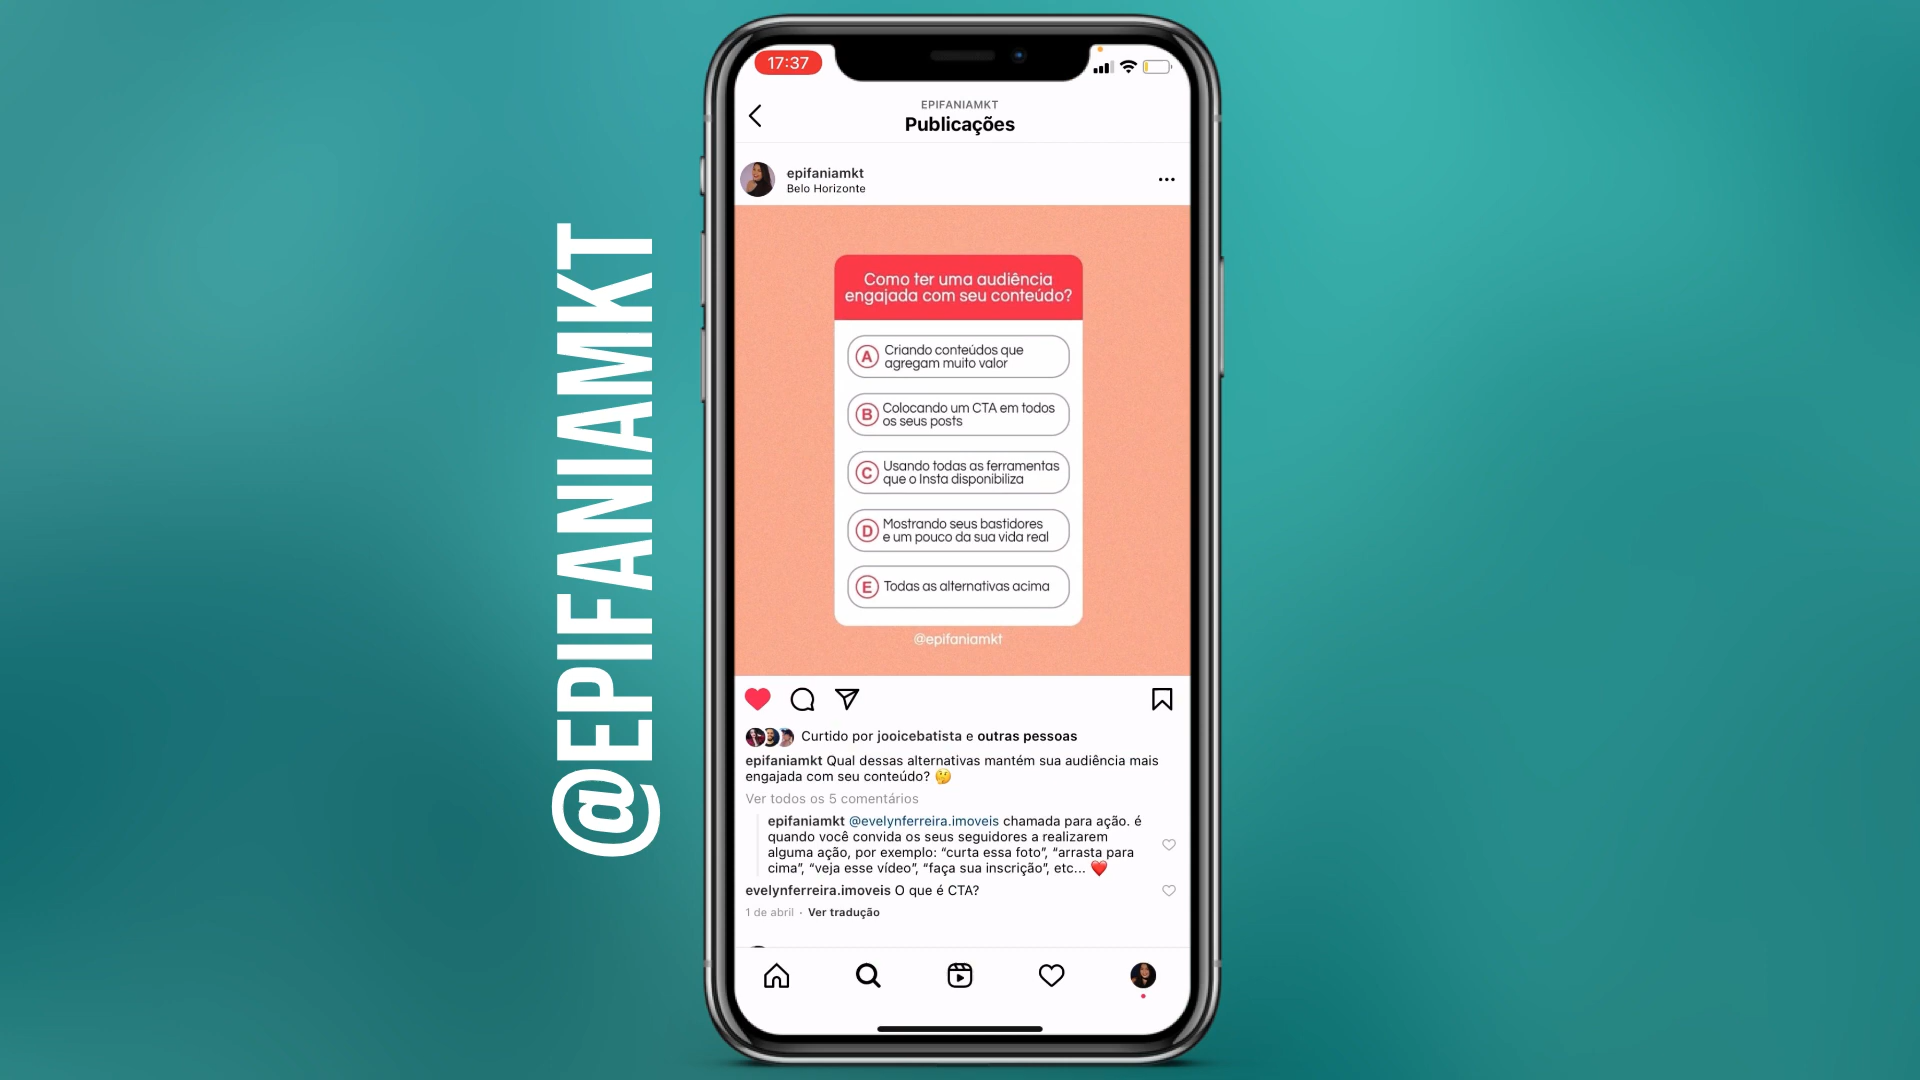 @EPIFANIAMKT
17:37
EPIFANIAMKT
Publicações
epifaniamkt
Belo Horizonte
Como ter uma audiência
engajada com seu conteúdo?
A Criando conteúdos que
agregam muito valor
B Colocando um CTA em todos
os seus posts
C Usando todas as ferramentas
que o Insta disponibiliza
D Mostrando seus bastidores
e um pouco da sua vida real
E Todas as alternativas acima
@epifaniamkt
Curtido por jooicebatista e outras pessoas
epifaniamkt Qual dessas alternativas mantém sua audiência mais
engajada com seu conteúdo? 🤔
Ver todos os 5 comentários
epifaniamkt @evelynferreira.imoveis chamada para ação. é
quando você convida os seus seguidores a realizarem
alguma ação, por exemplo: “curta essa foto”, “arrasta para
cima”, “veja esse vídeo”, “faça sua inscrição”, etc... ❤️
evelynferreira.imoveis O que é CTA?
1 de abril · Ver tradução